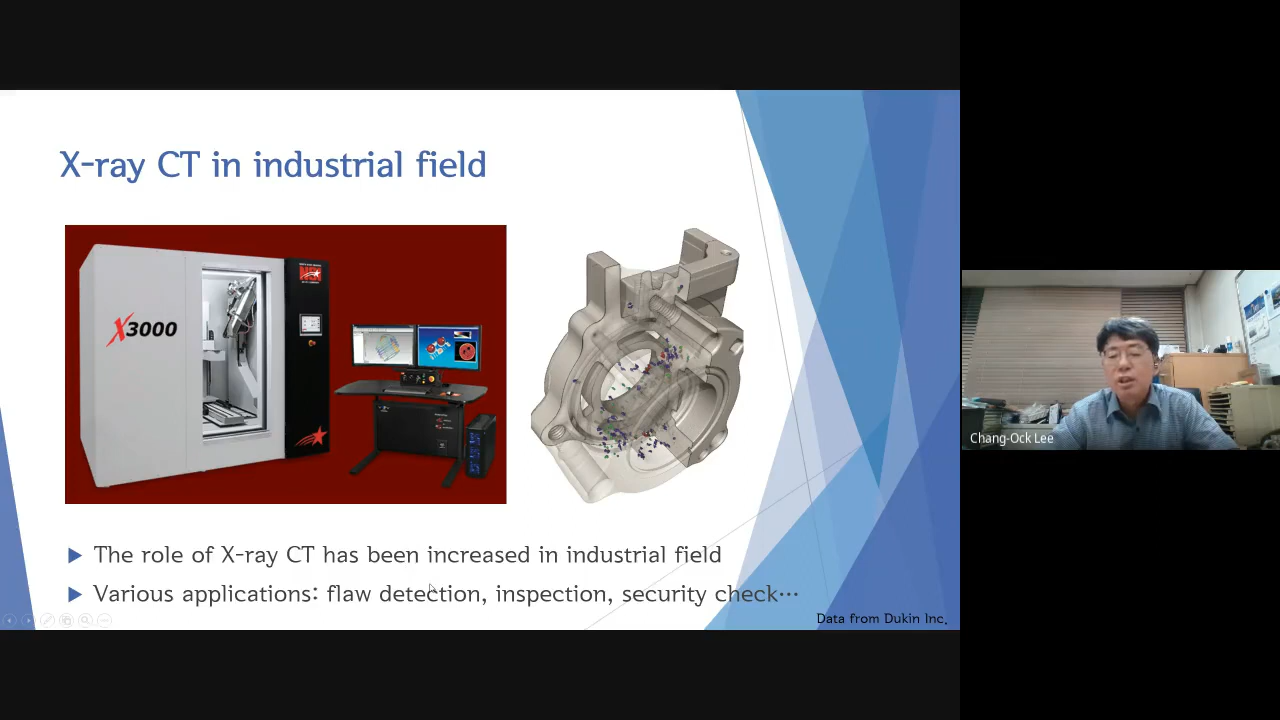 X-ray CT in industrial field
X3000
NSI
▶ The role of X-ray CT has been increased in industrial field
▶ Various applications: flaw detection, inspection, security check⋯
Data from Dukin Inc.
Chang-Ock Lee